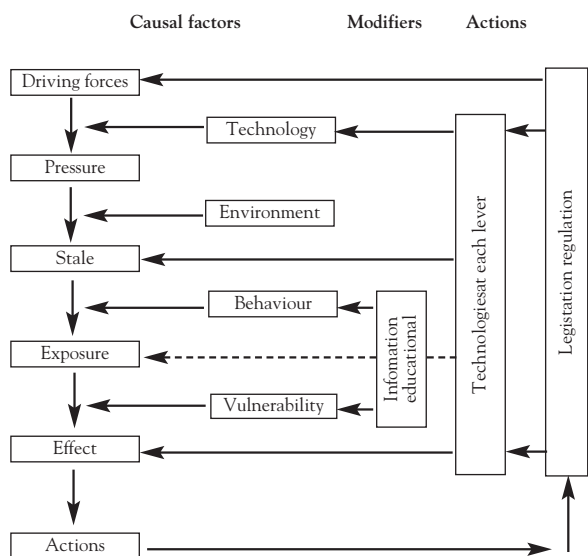 Causal factors
Modifiers
Actions
Driving forces
Technology
Pressure
Environment
Stale
Behaviour
Exposure
Vulnerability
Effect
Actions
Infomation
educational
Technologiesat each lever
Legistation regulation